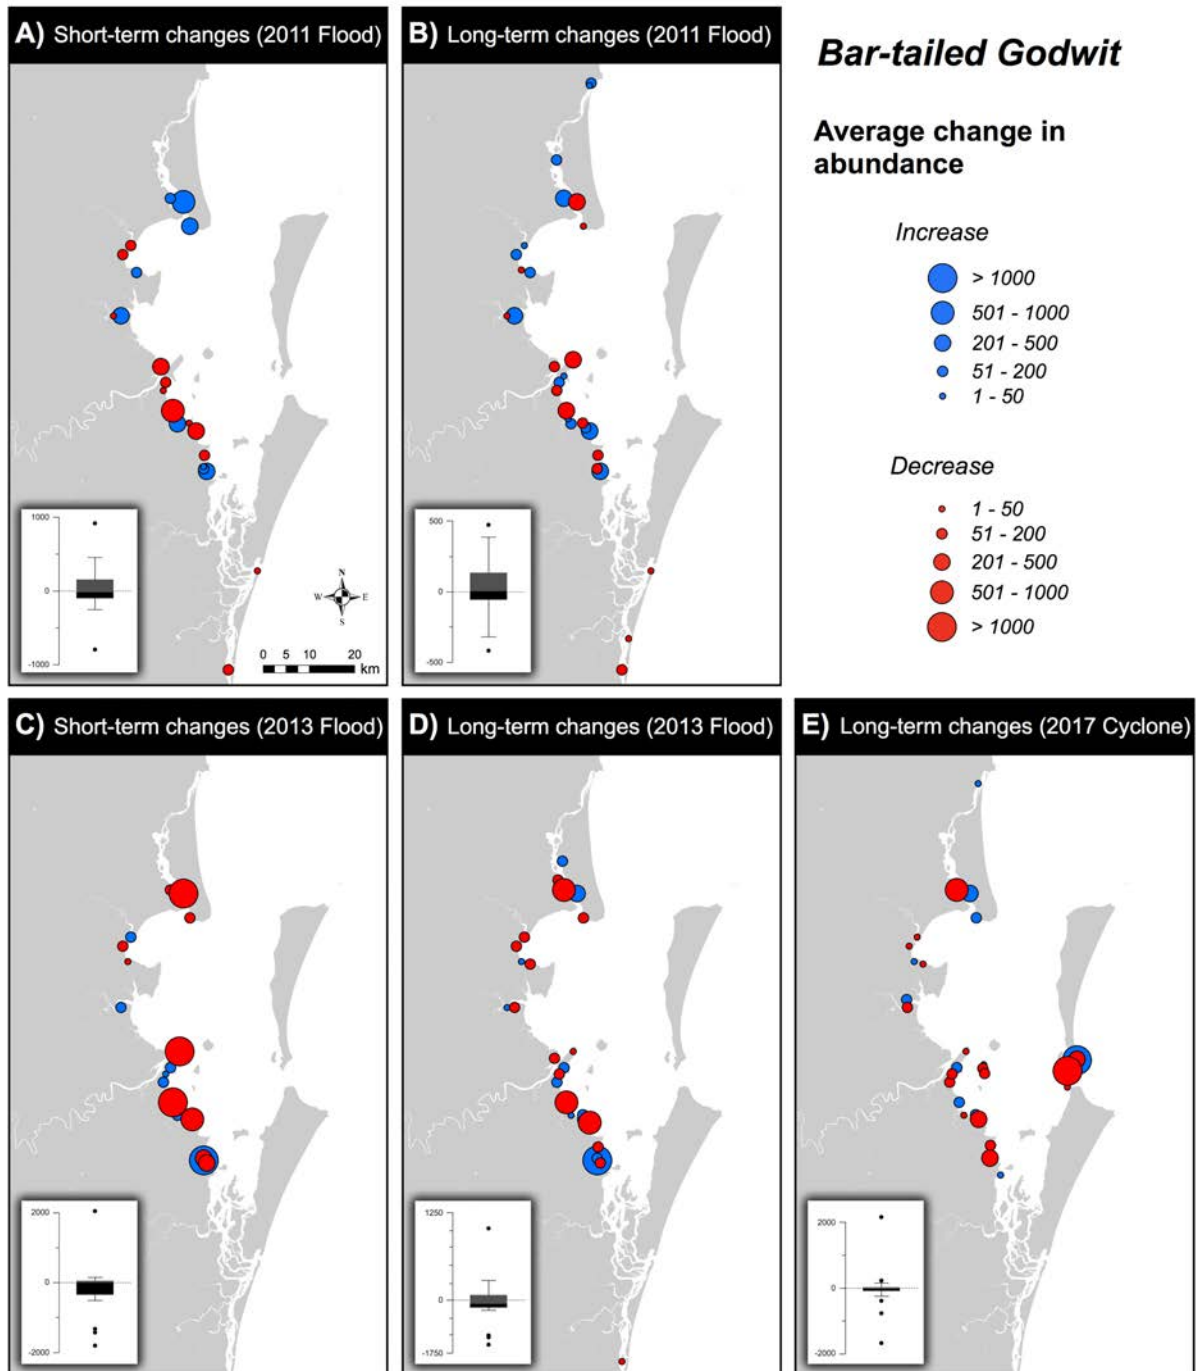 A) Short-term changes (2011 Flood)
B) Long-term changes (2011 Flood)
Bar-tailed Godwit
Average change in
abundance
Increase
> 1000
501 - 1000
201 - 500
51 - 200
1 - 50
Decrease
1 - 50
51 - 200
201 - 500
501 - 1000
> 1000
1000
0
-1000
N
W E
S
0 5 10 20
km
500
0
-500
C) Short-term changes (2013 Flood)
D) Long-term changes (2013 Flood)
E) Long-term changes (2017 Cyclone)
2000
0
-2000
1250
0
-1750
2000
0
-2000